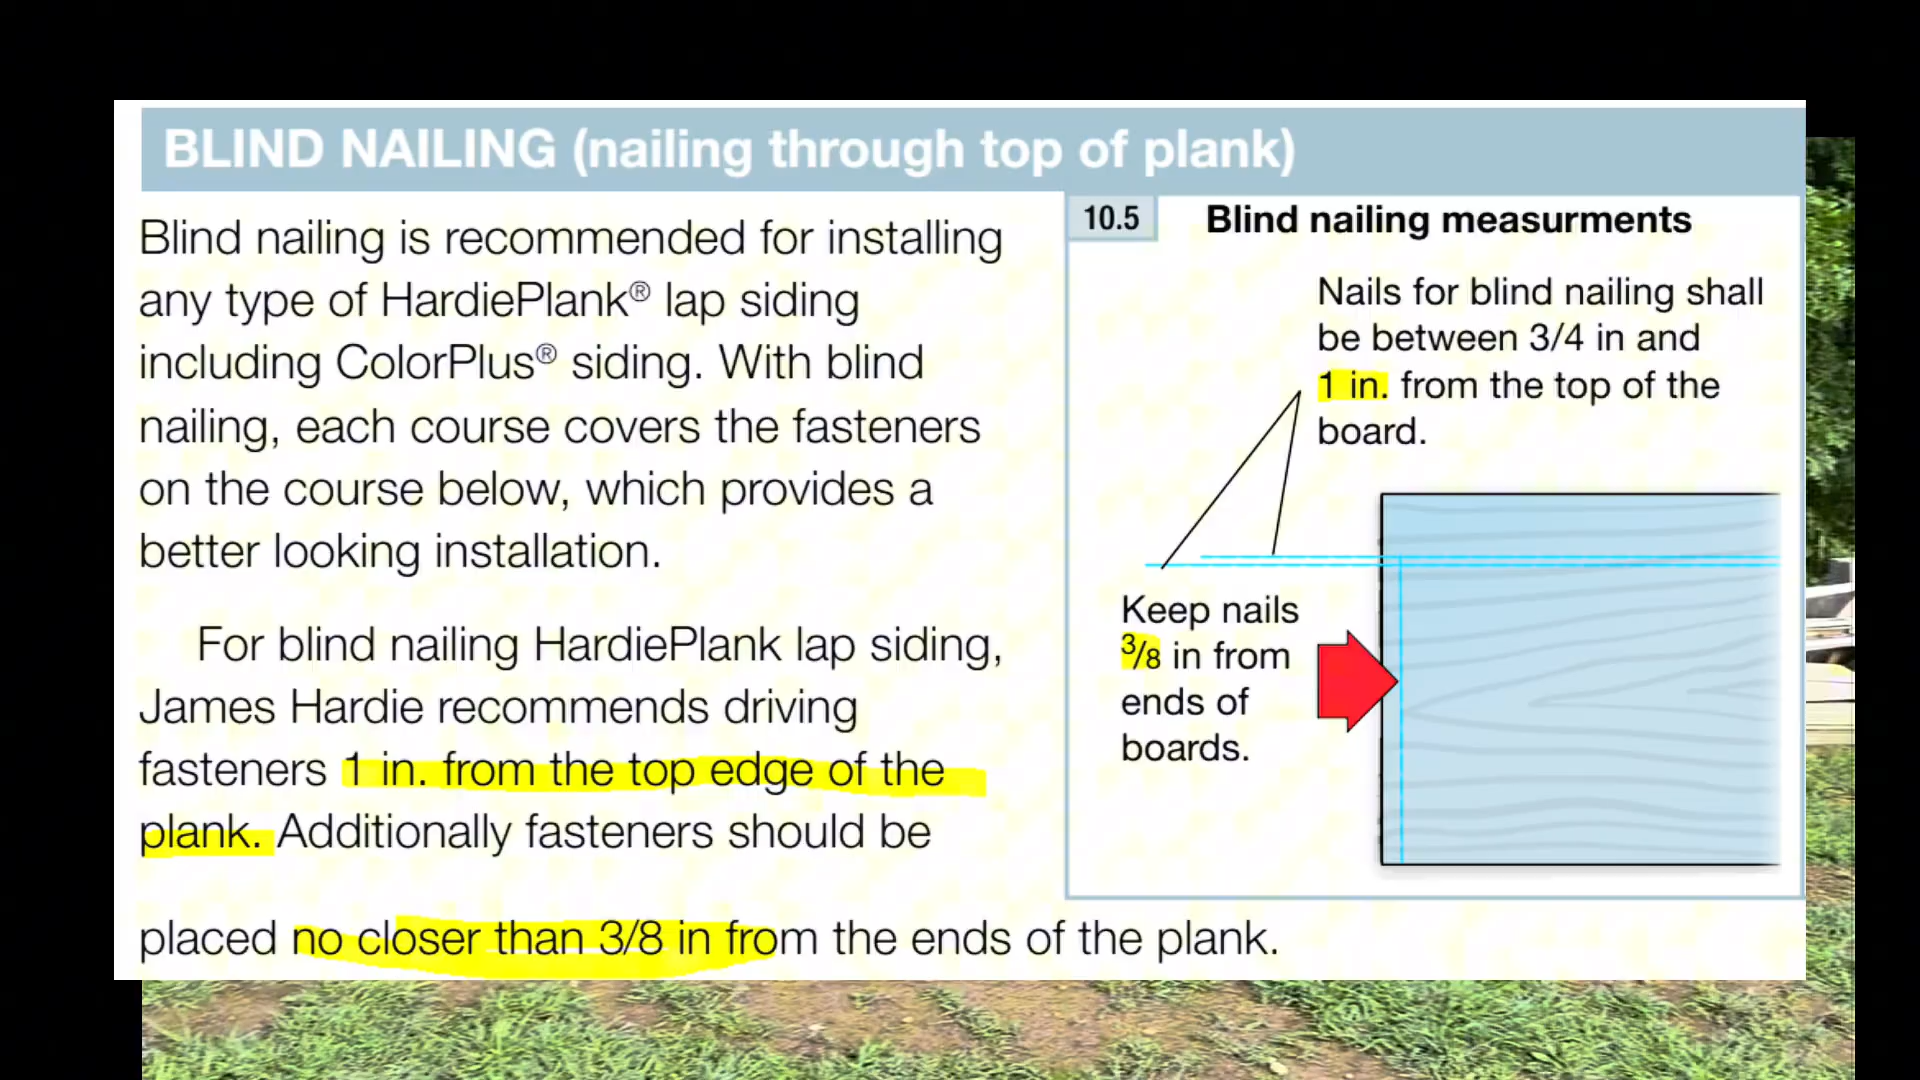 BLIND NAILING (nailing through top of plank)
Blind nailing is recommended for installing
any type of HardiePlank® lap siding
including ColorPlus® siding. With blind
nailing, each course covers the fasteners
on the course below, which provides a
better looking installation.
For blind nailing HardiePlank lap siding,
James Hardie recommends driving
fasteners 1 in. from the top edge of the
plank. Additionally fasteners should be
placed no closer than 3/8 in from the ends of the plank.
10.5
Blind nailing measurments
Nails for blind nailing shall
be between 3/4 in and
1 in. from the top of the
board.
Keep nails
3/8 in from
ends of
boards.